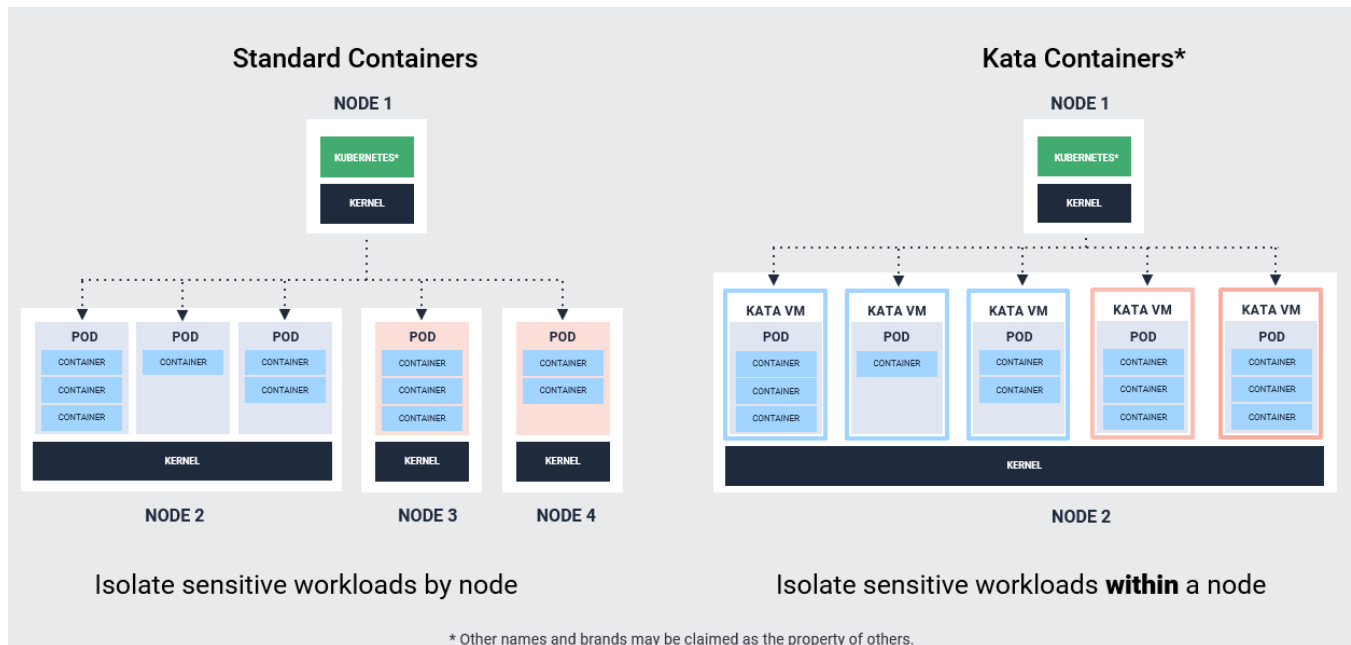 Standard Containers
NODE 1
KUBERNETES*
KERNEL
POD
CONTAINER
CONTAINER
CONTAINER
POD
CONTAINER
POD
CONTAINER
CONTAINER
KERNEL
NODE 2
POD
CONTAINER
CONTAINER
CONTAINER
KERNEL
NODE 3
POD
CONTAINER
CONTAINER
KERNEL
NODE 4
Isolate sensitive workloads by node
Kata Containers*
NODE 1
KUBERNETES*
KERNEL
KATA VM
POD
CONTAINER
CONTAINER
CONTAINER
KATA VM
POD
CONTAINER
KATA VM
POD
CONTAINER
CONTAINER
KATA VM
POD
CONTAINER
CONTAINER
CONTAINER
KATA VM
POD
CONTAINER
CONTAINER
CONTAINER
KERNEL
NODE 2
Isolate sensitive workloads within a node
* Other names and brands may be claimed as the property of others.